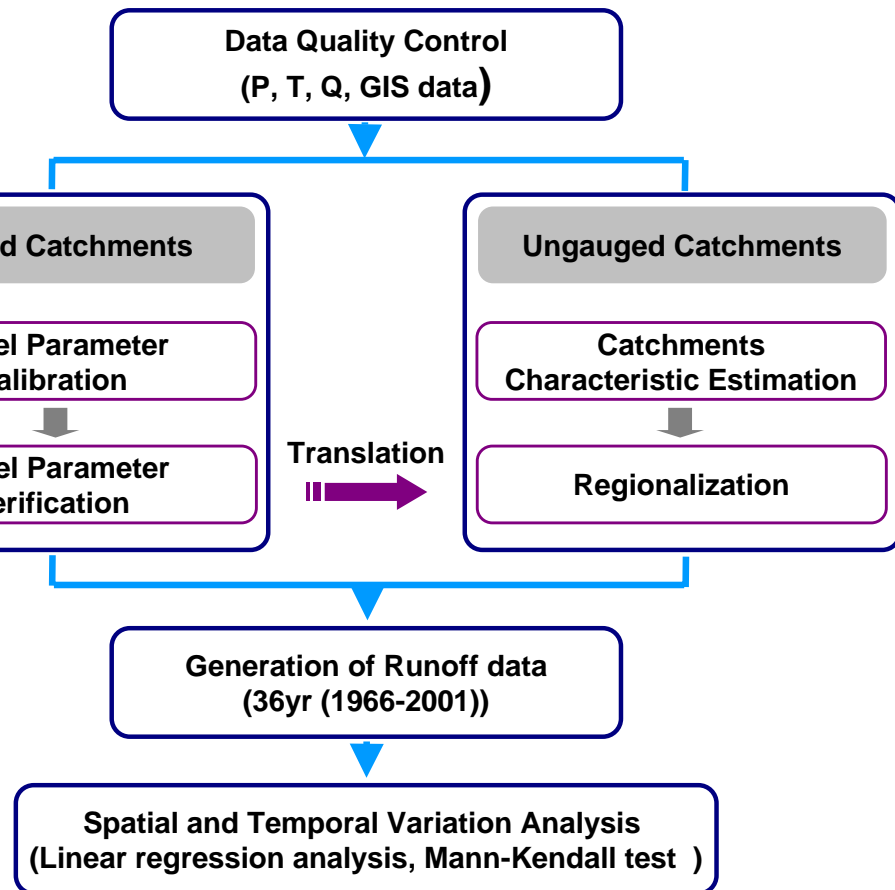 Data Quality Control
(P, T, Q, GIS data)
d Catchments
el Parameter
alibration
el Parameter
erification
Translation
Ungauged Catchments
Catchments
Characteristic Estimation
Regionalization
Generation of Runoff data
(36yr (1966-2001))
Spatial and Temporal Variation Analysis
(Linear regression analysis, Mann-Kendall test )